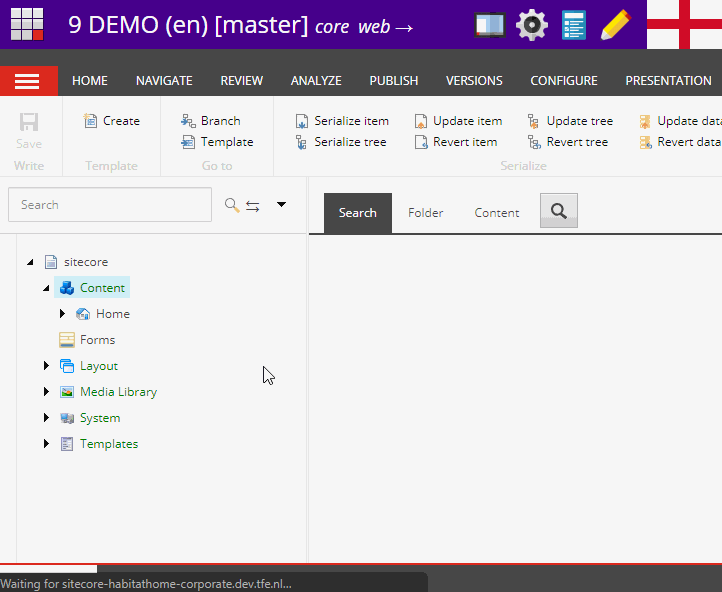 9 DEMO (en) [master] core web →
HOME NAVIGATE REVIEW ANALYZE PUBLISH VERSIONS CONFIGURE PRESENTATION
Create Branch Serialize item Update item Update tree Update data
Save Template Serialize tree Revert item Revert tree Revert data
Write Template Go to Serialize
Search
Search Folder Content
sitecore
Content
Home
Forms
Layout
Media Library
System
Templates
Waiting for sitecore-habitathome-corporate.dev.tfe.nl...